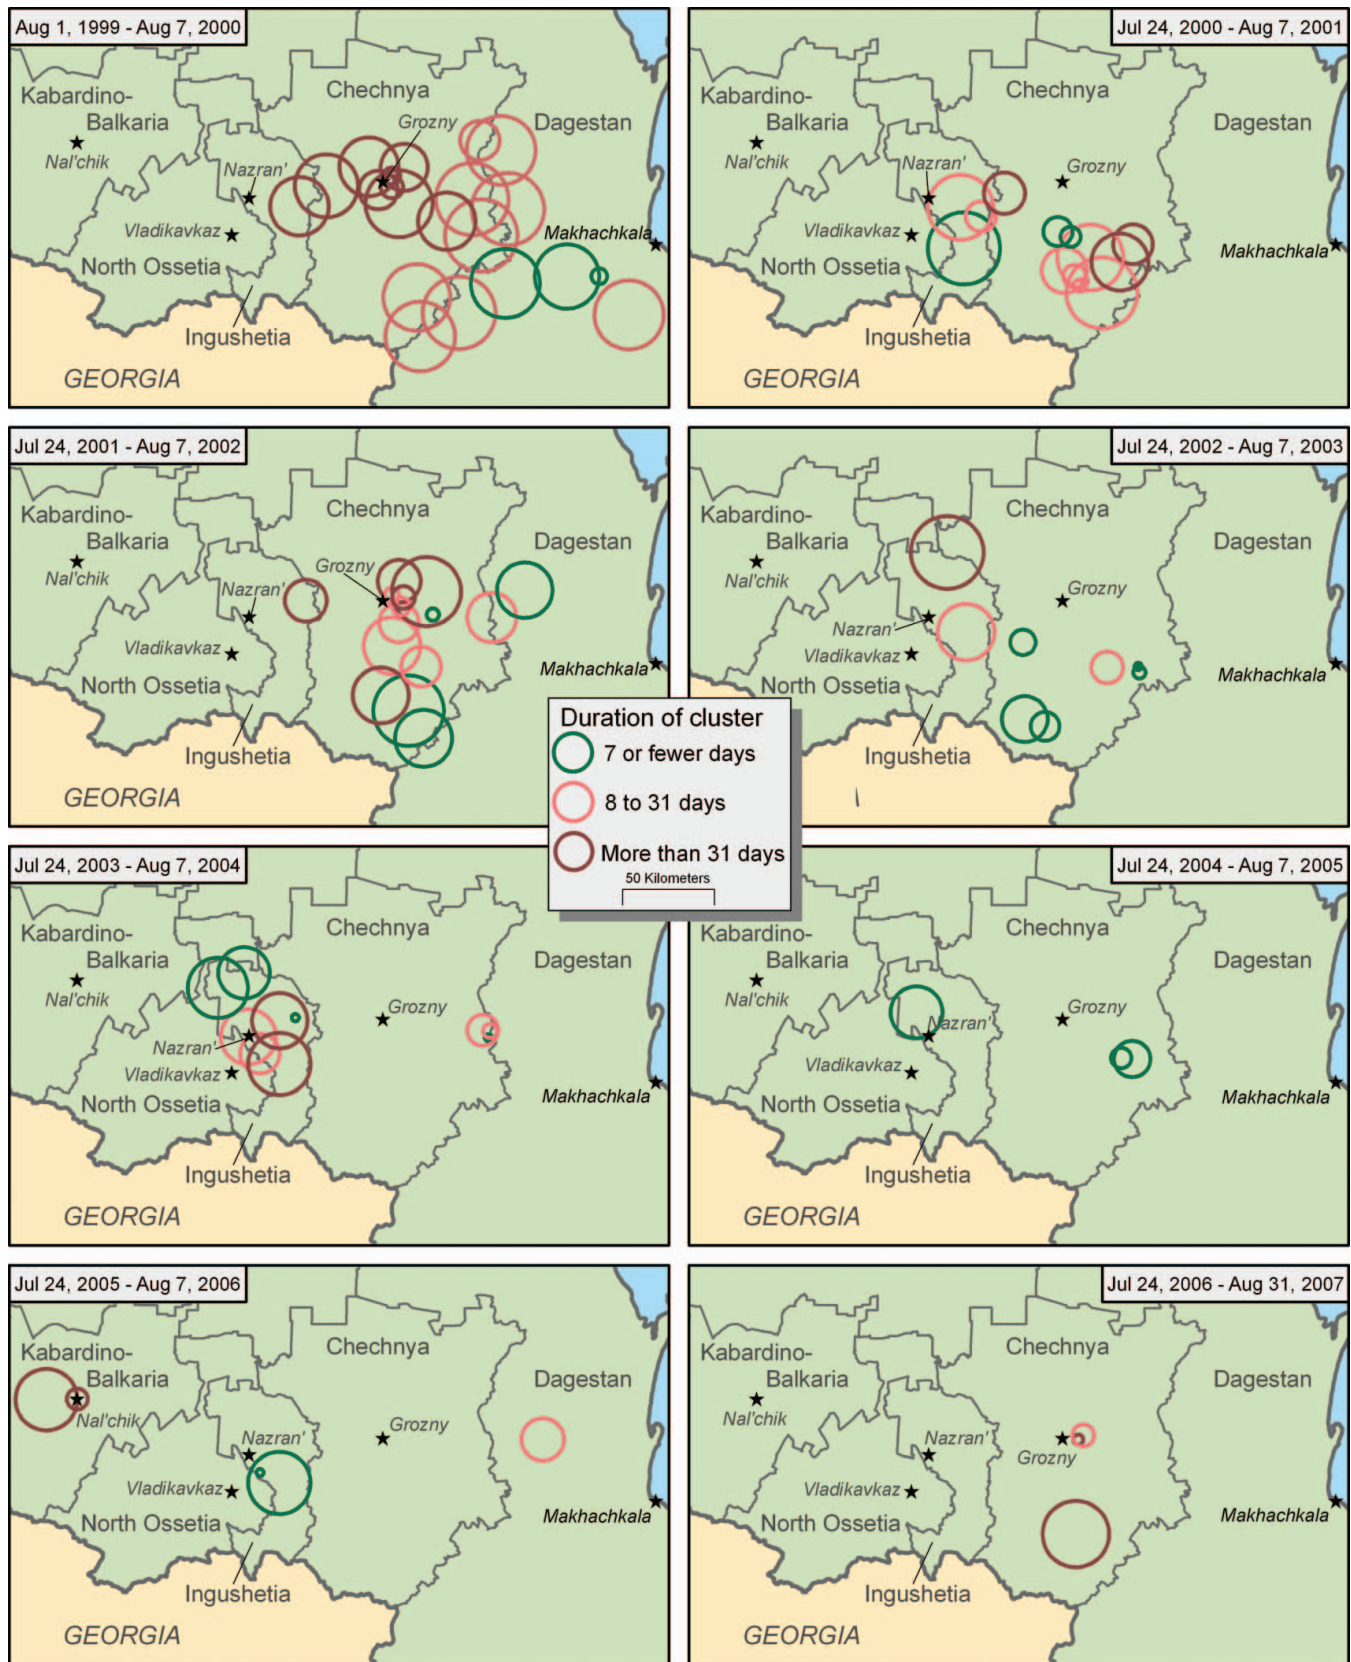 Aug 1, 1999 - Aug 7, 2000
Chechnya
Kabardino-
Balkaria
Grozny
Dagestan
Nal'chik
Nazran'
Vladikavkaz
Makhachkala
North Ossetia
Ingushetia
GEORGIA
Jul 24, 2000 - Aug 7, 2001
Chechnya
Kabardino-
Balkaria
Dagestan
Nal'chik
Nazran'
Grozny
Vladikavkaz
Makhachkala
North Ossetia
Ingushetia
GEORGIA
Jul 24, 2001 - Aug 7, 2002
Chechnya
Kabardino-
Balkaria
Dagestan
Nal'chik
Grozny
Nazran'
Vladikavkaz
Makhachkala
North Ossetia
Ingushetia
GEORGIA
Jul 24, 2002 - Aug 7, 2003
Chechnya
Kabardino-
Balkaria
Dagestan
Nal'chik
Grozny
Nazran'
Vladikavkaz
Makhachkala
North Ossetia
Duration of cluster
7 or fewer days
8 to 31 days
More than 31 days
50 Kilometers
Jul 24, 2003 - Aug 7, 2004
Chechnya
Kabardino-
Balkaria
Dagestan
Nal'chik
Grozny
Nazran'
Vladikavkaz
Makhachkala
North Ossetia
Ingushetia
GEORGIA
Jul 24, 2004 - Aug 7, 2005
Chechnya
Kabardino-
Balkaria
Dagestan
Nal'chik
Grozny
Nazran'
Vladikavkaz
Makhachkala
North Ossetia
Ingushetia
GEORGIA
Jul 24, 2005 - Aug 7, 2006
Chechnya
Kabardino-
Balkaria
Dagestan
Nal'chik
Grozny
Nazran'
Vladikavkaz
Makhachkala
North Ossetia
Ingushetia
GEORGIA
Jul 24, 2006 - Aug 31, 2007
Chechnya
Kabardino-
Balkaria
Dagestan
Nal'chik
Nazran'
Grozny
Vladikavkaz
Makhachkala
North Ossetia
Ingushetia
GEORGIA